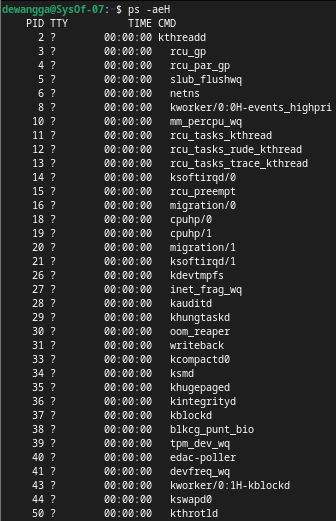 dewangga@SysOf-07:~$ ps -aeH
    PID TTY          TIME CMD
      2 ?        00:00:00 kthreadd
      3 ?        00:00:00   rcu_gp
      4 ?        00:00:00   rcu_par_gp
      5 ?        00:00:00   slub_flushwq
      6 ?        00:00:00   netns
      8 ?        00:00:00   kworker/0:0H-events_highpri
     10 ?        00:00:00   mm_percpu_wq
     11 ?        00:00:00   rcu_tasks_kthread
     12 ?        00:00:00   rcu_tasks_rude_kthread
     13 ?        00:00:00   rcu_tasks_trace_kthread
     14 ?        00:00:00   ksoftirqd/0
     15 ?        00:00:00   rcu_preempt
     16 ?        00:00:00   migration/0
     18 ?        00:00:00   cpuhp/0
     19 ?        00:00:00   cpuhp/1
     20 ?        00:00:00   migration/1
     21 ?        00:00:00   ksoftirqd/1
     26 ?        00:00:00   kdevtmpfs
     27 ?        00:00:00   inet_frag_wq
     28 ?        00:00:00   kauditd
     29 ?        00:00:00   khungtaskd
     30 ?        00:00:00   oom_reaper
     31 ?        00:00:00   writeback
     33 ?        00:00:00   kcompactd0
     34 ?        00:00:00   ksmd
     35 ?        00:00:00   khugepaged
     36 ?        00:00:00   kintegrityd
     37 ?        00:00:00   kblockd
     38 ?        00:00:00   blkcg_punt_bio
     39 ?        00:00:00   tpm_dev_wq
     40 ?        00:00:00   edac-poller
     41 ?        00:00:00   devfreq_wq
     43 ?        00:00:00   kworker/0:1H-kblockd
     44 ?        00:00:00   kswapd0
     50 ?        00:00:00   kthrotld